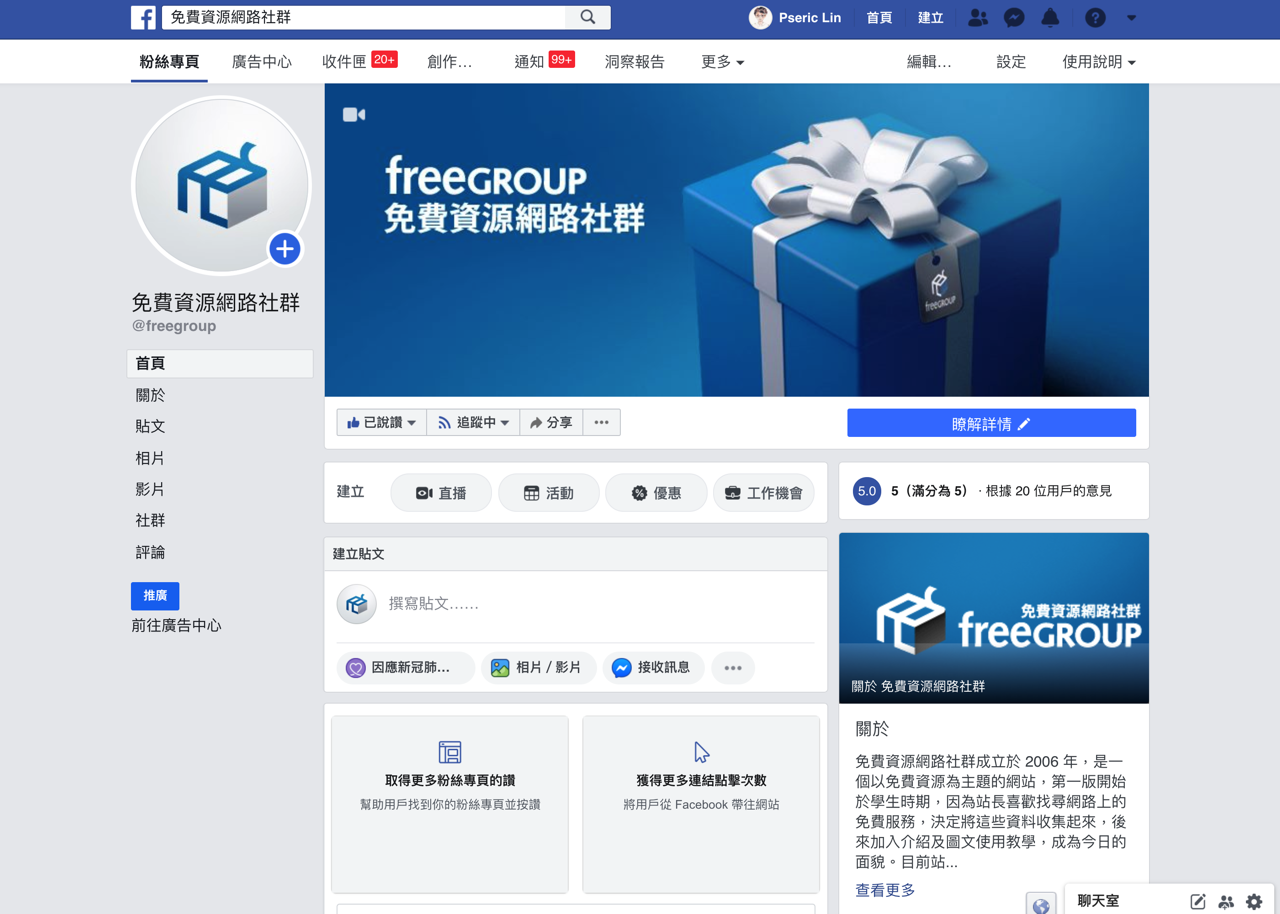 免費資源網路社群
Pseric Lin
首頁
建立
粉絲專頁
廣告中心
收件匣 20+
創作…
通知 99+
洞察報告
更多
編輯…
設定
使用說明
freeGROUP
免費資源網路社群
freeGROUP
免費資源網路社群
@freegroup
首頁
關於
貼文
相片
影片
社群
評論
推廣
前往廣告中心
已說讚
追蹤中
分享
瞭解詳情
建立
直播
活動
優惠
工作機會
5.0 5（滿分為 5） · 根據 20 位用戶的意見
建立貼文
撰寫貼文……
因應新冠肺…
相片 / 影片
接收訊息
取得更多粉絲專頁的讚
幫助用戶找到你的粉絲專頁並按讚
獲得更多連結點擊次數
將用戶從 Facebook 帶往網站
免費資源網路社群
freeGROUP
關於 免費資源網路社群
關於
免費資源網路社群成立於 2006 年，是一
個以免費資源為主題的網站，第一版開始
於學生時期，因為站長喜歡找尋網路上的
免費服務，決定將這些資料收集起來，後
來加入介紹及圖文使用教學，成為今日的
面貌。目前站...
查看更多
聊天室